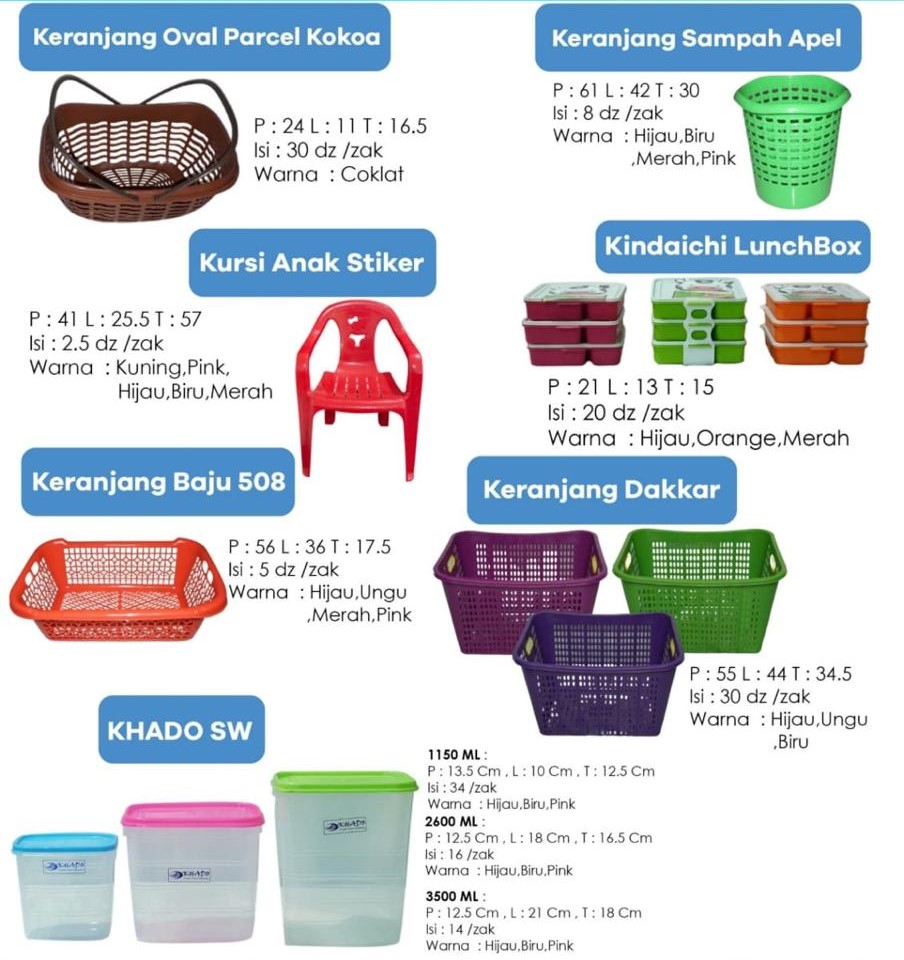 Keranjang Oval Parcel Kokoa
P : 24 L : 11 T : 16.5
Isi : 30 dz /zak
Warna : Coklat
Keranjang Sampah Apel
P : 61 L : 42 T : 30
Isi : 8 dz /zak
Warna : Hijau,Biru
,Merah,Pink
Kursi Anak Stiker
P : 41 L : 25.5 T : 57
Isi : 2.5 dz /zak
Warna : Kuning,Pink,
Hijau,Biru,Merah
Kindaichi LunchBox
P : 21 L : 13 T : 15
Isi : 20 dz /zak
Warna : Hijau,Orange,Merah
Keranjang Baju 508
P : 56 L : 36 T : 17.5
Isi : 5 dz /zak
Warna : Hijau,Ungu
,Merah,Pink
Keranjang Dakkar
P : 55 L : 44 T : 34.5
Isi : 30 dz /zak
Warna : Hijau,Ungu
,Biru
KHADO SW
KHADO
KHADO
KHADO
1150 ML :
P : 13.5 Cm , L : 10 Cm , T : 12.5 Cm
Isi : 34 /zak
Warna : Hijau,Biru,Pink
2600 ML :
P : 12.5 Cm , L : 18 Cm , T : 16.5 Cm
Isi : 16 /zak
Warna : Hijau,Biru,Pink
3500 ML :
P : 12.5 Cm , L : 21 Cm , T : 18 Cm
Isi : 14 /zak
Warna : Hijau,Biru,Pink